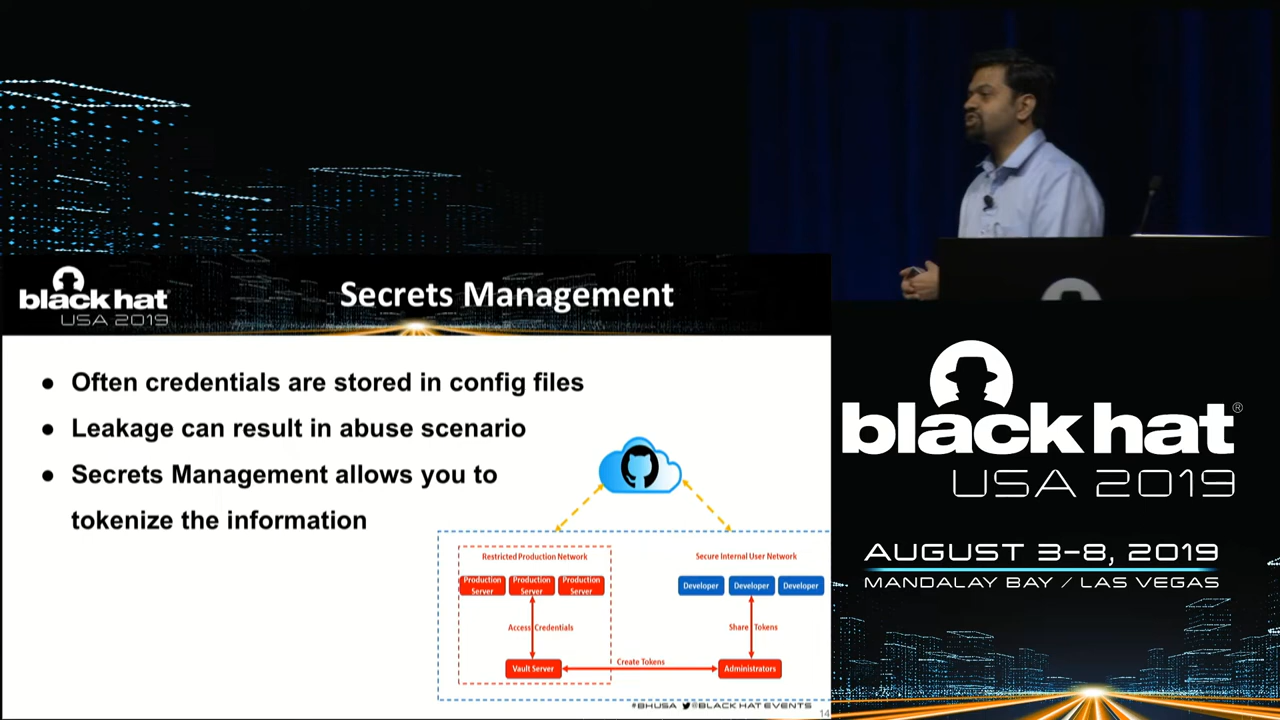 black hat
USA 2019
Secrets Management
● Often credentials are stored in config files
● Leakage can result in abuse scenario
● Secrets Management allows you to
tokenize the information
Restricted Production Network
Production Server
Production Server
Production Server
Access Credentials
Vault Server
Create Tokens
Secure Internal User Network
Developer
Developer
Developer
Share Tokens
Administrators
#BHUSA @BLACK HAT EVENTS
14
black hat®
USA 2019
AUGUST 3-8, 2019
MANDALAY BAY / LAS VEGAS